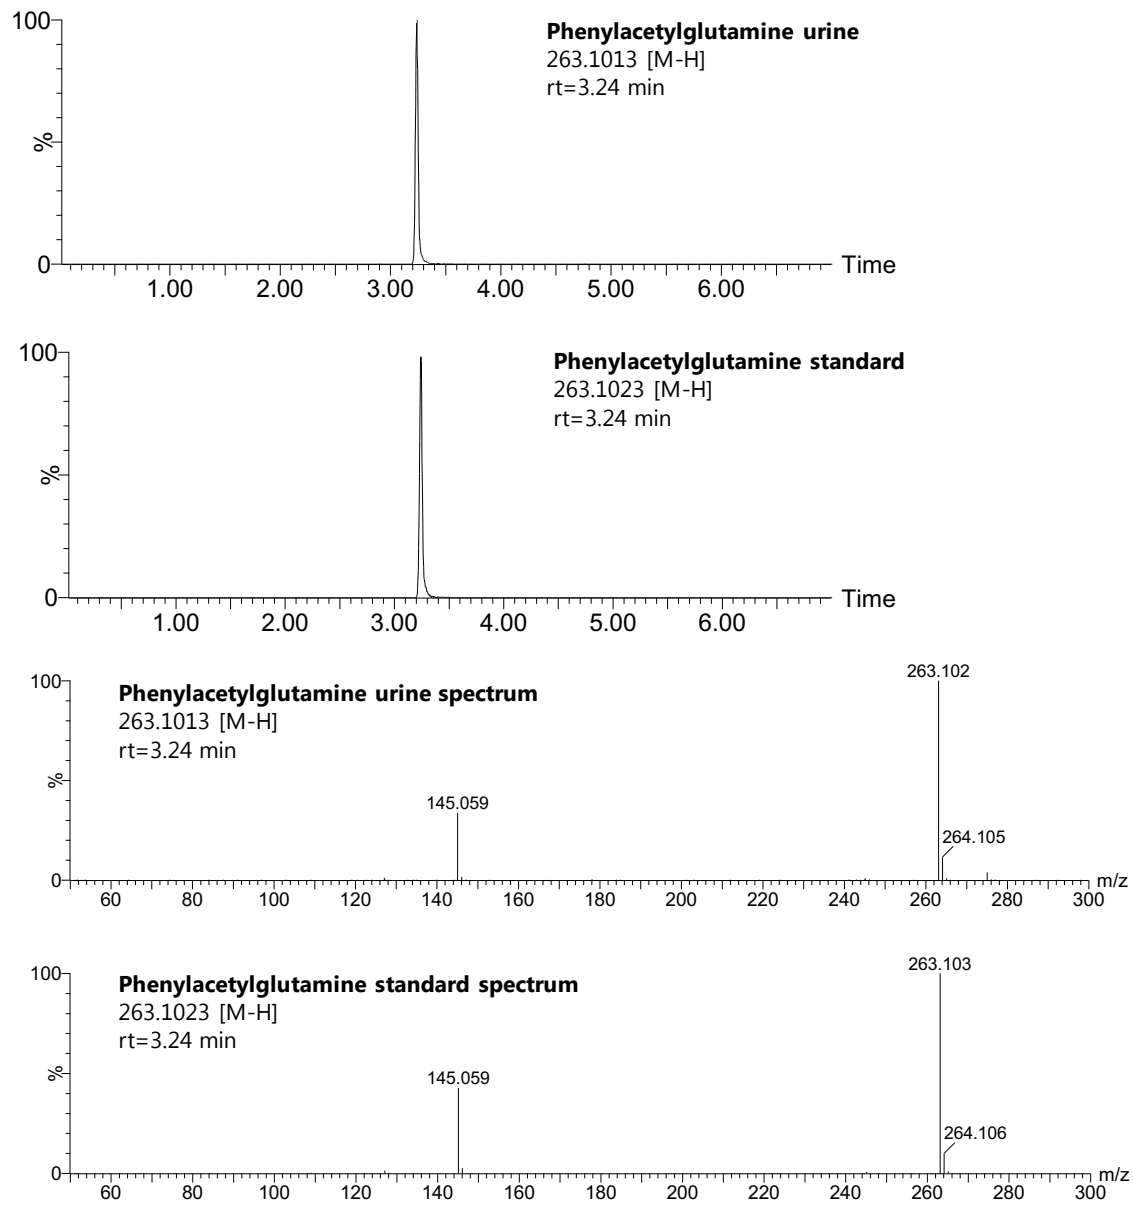 100
%
0
Phenylacetylglutamine urine
263.1013 [M-H]
rt=3.24 min
1.00 2.00 3.00 4.00 5.00 6.00
Time
100
%
0
Phenylacetylglutamine standard
263.1023 [M-H]
rt=3.24 min
1.00 2.00 3.00 4.00 5.00 6.00
Time
100
%
0
Phenylacetylglutamine urine spectrum
263.1013 [M-H]
rt=3.24 min
263.102
145.059
264.105
60 80 100 120 140 160 180 200 220 240 260 280 300
m/z
100
%
0
Phenylacetylglutamine standard spectrum
263.1023 [M-H]
rt=3.24 min
263.103
145.059
264.106
60 80 100 120 140 160 180 200 220 240 260 280 300
m/z